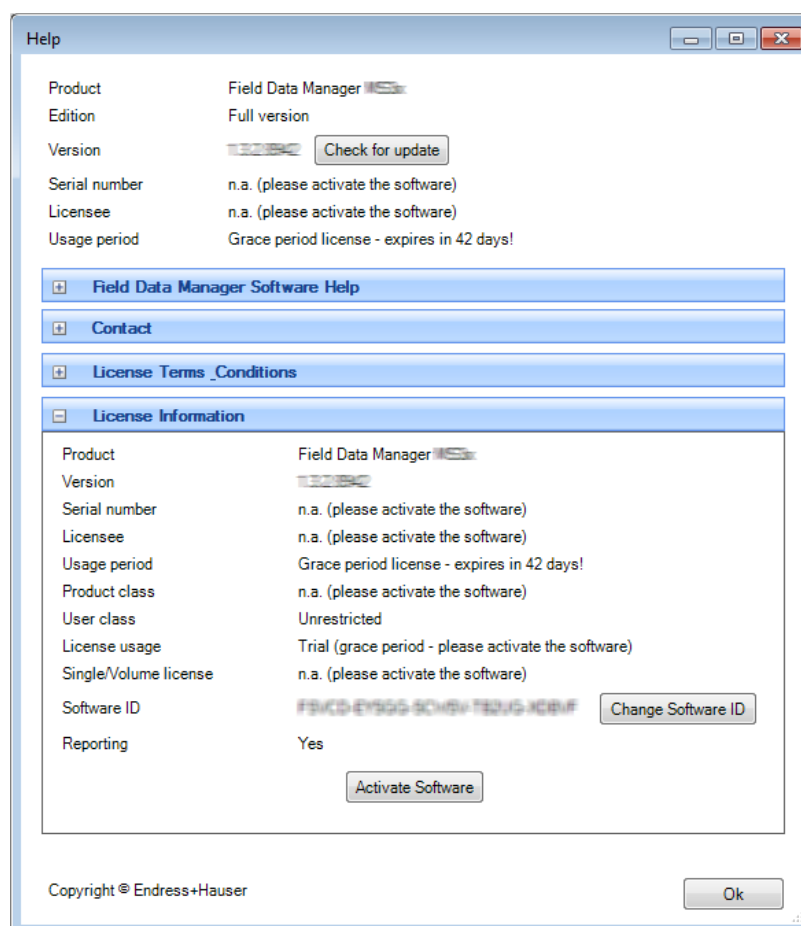 Help
Product Field Data Manager
Edition Full version
Version Check for update
Serial number n.a. (please activate the software)
Licensee n.a. (please activate the software)
Usage period Grace period license - expires in 42 days!
Field Data Manager Software Help
Contact
License Terms _Conditions
License Information
Product Field Data Manager
Version
Serial number n.a. (please activate the software)
Licensee n.a. (please activate the software)
Usage period Grace period license - expires in 42 days!
Product class n.a. (please activate the software)
User class Unrestricted
License usage Trial (grace period - please activate the software)
Single/Volume license n.a. (please activate the software)
Software ID Change Software ID
Reporting Yes
Activate Software
Copyright © Endress+Hauser Ok